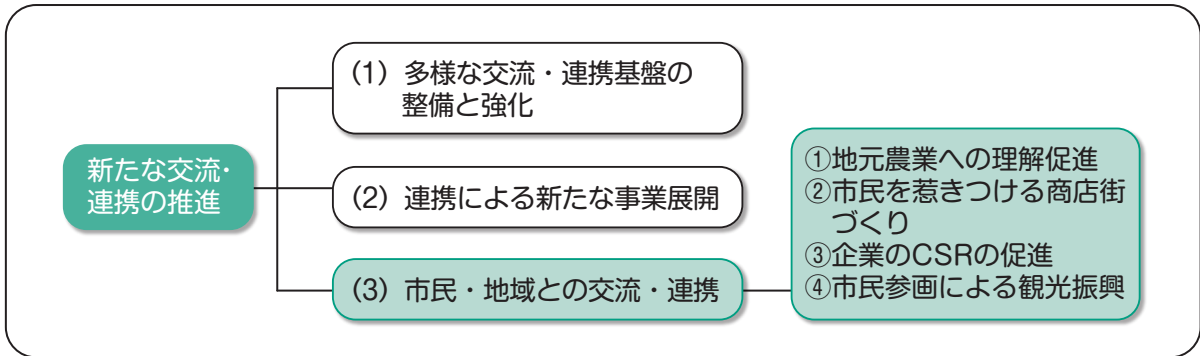 新たな交流・
連携の推進
(1) 多様な交流・連携基盤の
整備と強化
(2) 連携による新たな事業展開
(3) 市民・地域との交流・連携
①地元農業への理解促進
②市民を惹きつける商店街
づくり
③企業のCSRの促進
④市民参画による観光振興